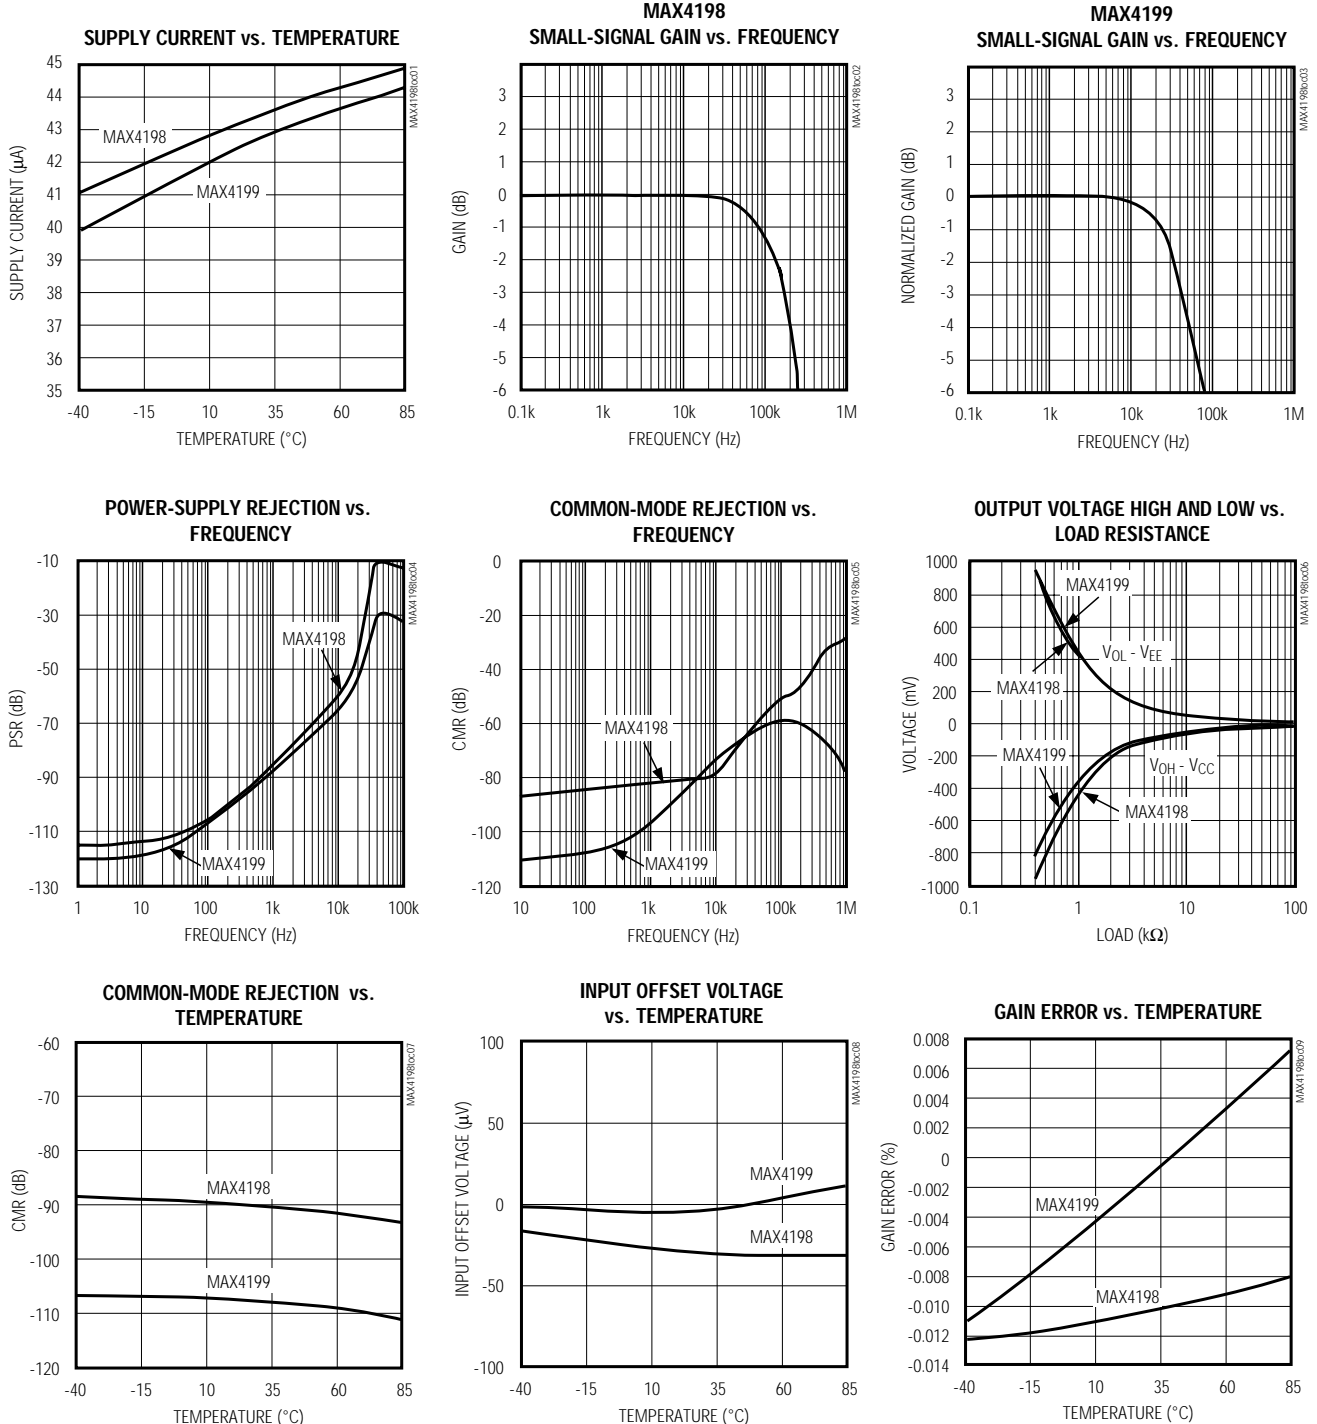 SUPPLY CURRENT vs. TEMPERATURE
45
44
43
42
41
40
39
38
37
36
35
SUPPLY CURRENT (μA)
MAX4198
MAX4199
-40 -15 10 35 60 85
TEMPERATURE (°C)
MAX4198toc01
MAX4198
SMALL-SIGNAL GAIN vs. FREQUENCY
3
2
1
0
-1
-2
-3
-4
-5
-6
GAIN (dB)
0.1k 1k 10k 100k 1M
FREQUENCY (Hz)
MAX4198toc02
MAX4199
SMALL-SIGNAL GAIN vs. FREQUENCY
3
2
1
0
-1
-2
-3
-4
-5
-6
NORMALIZED GAIN (dB)
0.1k 1k 10k 100k 1M
FREQUENCY (Hz)
MAX4198toc03
POWER-SUPPLY REJECTION vs.
FREQUENCY
-10
-30
-50
-70
-90
-110
-130
PSR (dB)
MAX4198
MAX4199
1 10 100 1k 10k 100k
FREQUENCY (Hz)
MAX4198toc04
COMMON-MODE REJECTION vs.
FREQUENCY
0
-20
-40
-60
-80
-100
-120
CMR (dB)
MAX4198
MAX4199
10 100 1k 10k 100k 1M
FREQUENCY (Hz)
MAX4198toc05
OUTPUT VOLTAGE HIGH AND LOW vs.
LOAD RESISTANCE
1000
800
600
400
200
0
-200
-400
-600
-800
-1000
VOLTAGE (mV)
MAX4199
VOL - VEE
MAX4198
MAX4199
VOH - VCC
MAX4198
0.1 1 10 100
LOAD (kΩ)
MAX4198toc06
COMMON-MODE REJECTION vs.
TEMPERATURE
-60
-70
-80
-90
-100
-110
-120
CMR (dB)
MAX4198
MAX4199
-40 -15 10 35 60 85
TEMPERATURE (°C)
MAX4198toc07
INPUT OFFSET VOLTAGE
vs. TEMPERATURE
100
50
0
-50
-100
INPUT OFFSET VOLTAGE (μV)
MAX4199
MAX4198
-40 -15 10 35 60 85
TEMPERATURE (°C)
MAX4198toc08
GAIN ERROR vs. TEMPERATURE
0.008
0.006
0.004
0.002
0
-0.002
-0.004
-0.006
-0.008
-0.010
-0.012
-0.014
GAIN ERROR (%)
MAX4199
MAX4198
-40 -15 10 35 60 85
TEMPERATURE (°C)
MAX4198toc09